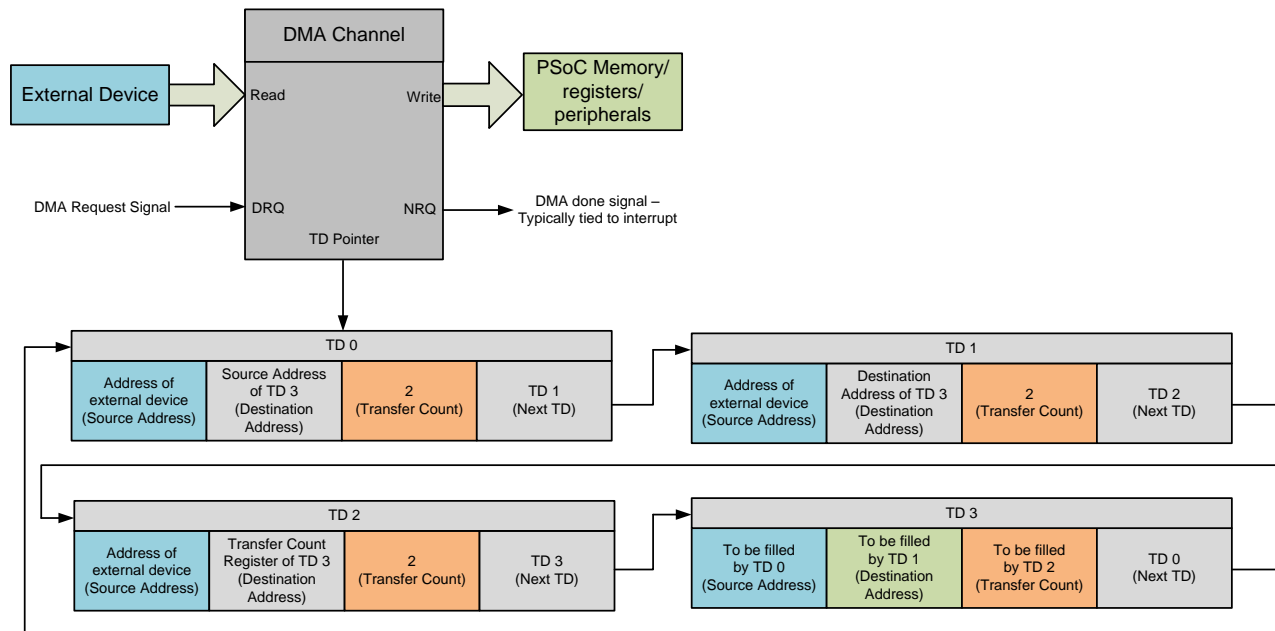 DMA Channel
External Device
Read
Write
PSoC Memory/
registers/
peripherals
DMA Request Signal
DRQ
NRQ
DMA done signal –
Typically tied to interrupt
TD Pointer
TD 0
Address of
external device
(Source Address)
Source Address
of TD 3
(Destination
Address)
2
(Transfer Count)
TD 1
(Next TD)
TD 1
Address of
external device
(Source Address)
Destination
Address of TD 3
(Destination
Address)
2
(Transfer Count)
TD 2
(Next TD)
TD 2
Address of
external device
(Source Address)
Transfer Count
Register of TD 3
(Destination
Address)
2
(Transfer Count)
TD 3
(Next TD)
TD 3
To be filled
by TD 0
(Source Address)
To be filled
by TD 1
(Destination
Address)
To be filled
by TD 2
(Transfer Count)
TD 0
(Next TD)